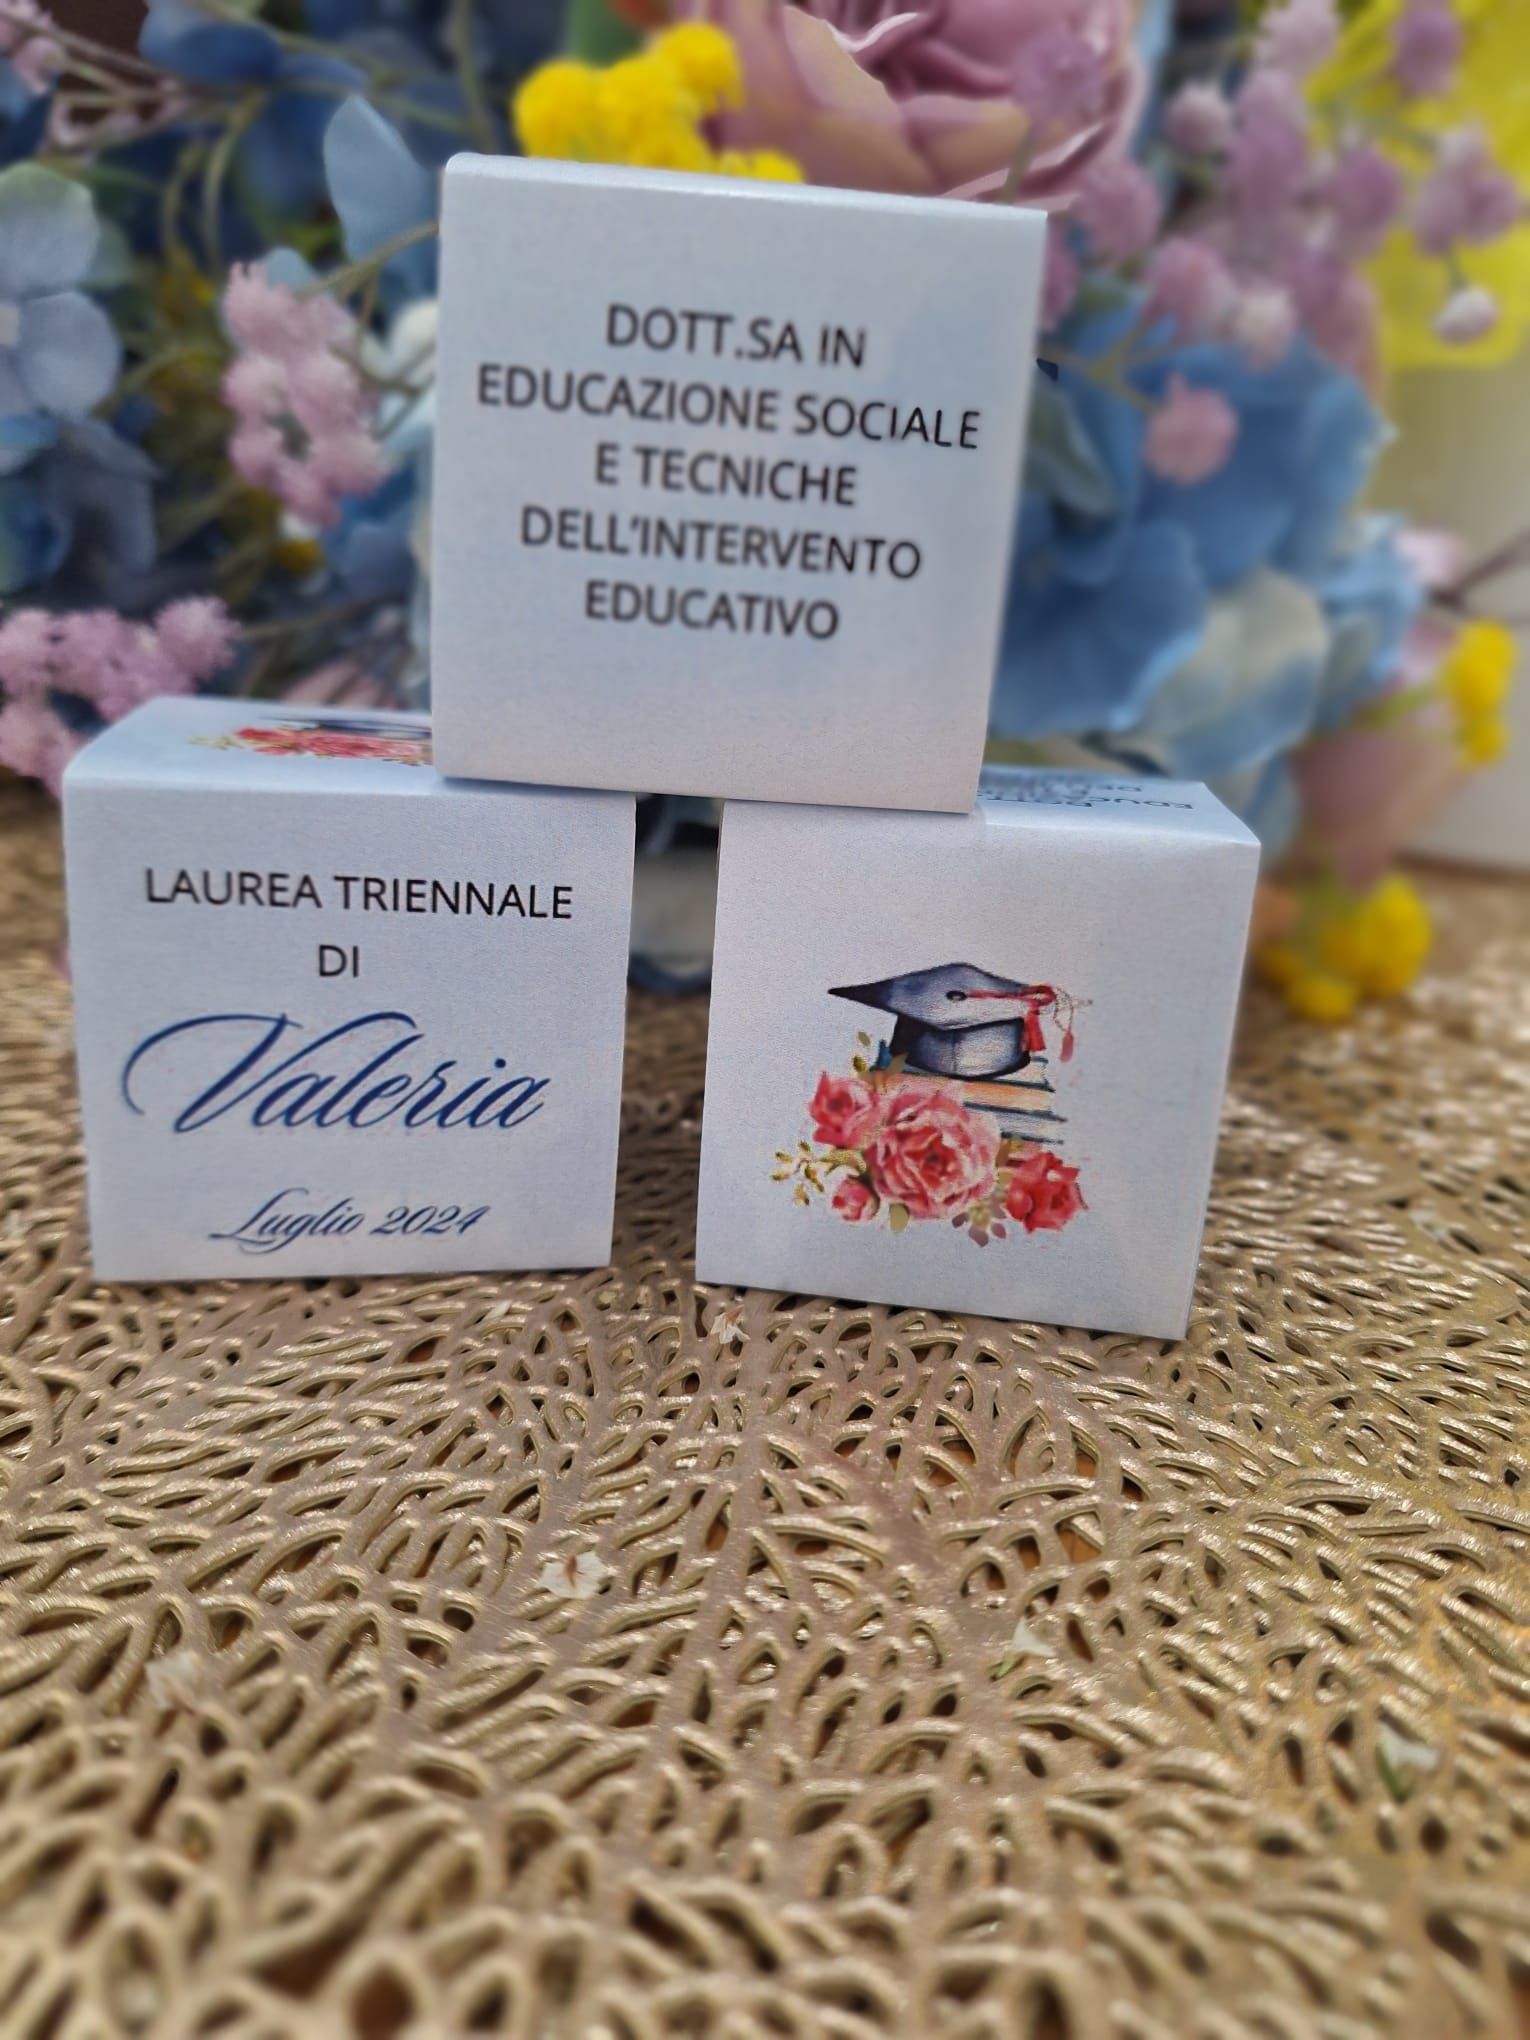 DOTT.SA IN
EDUCAZIONE SOCIALE
E TECNICHE
DELL'INTERVENTO
EDUCATIVO
LAUREA TRIENNALE
DI
Valeria
Luglio 2024